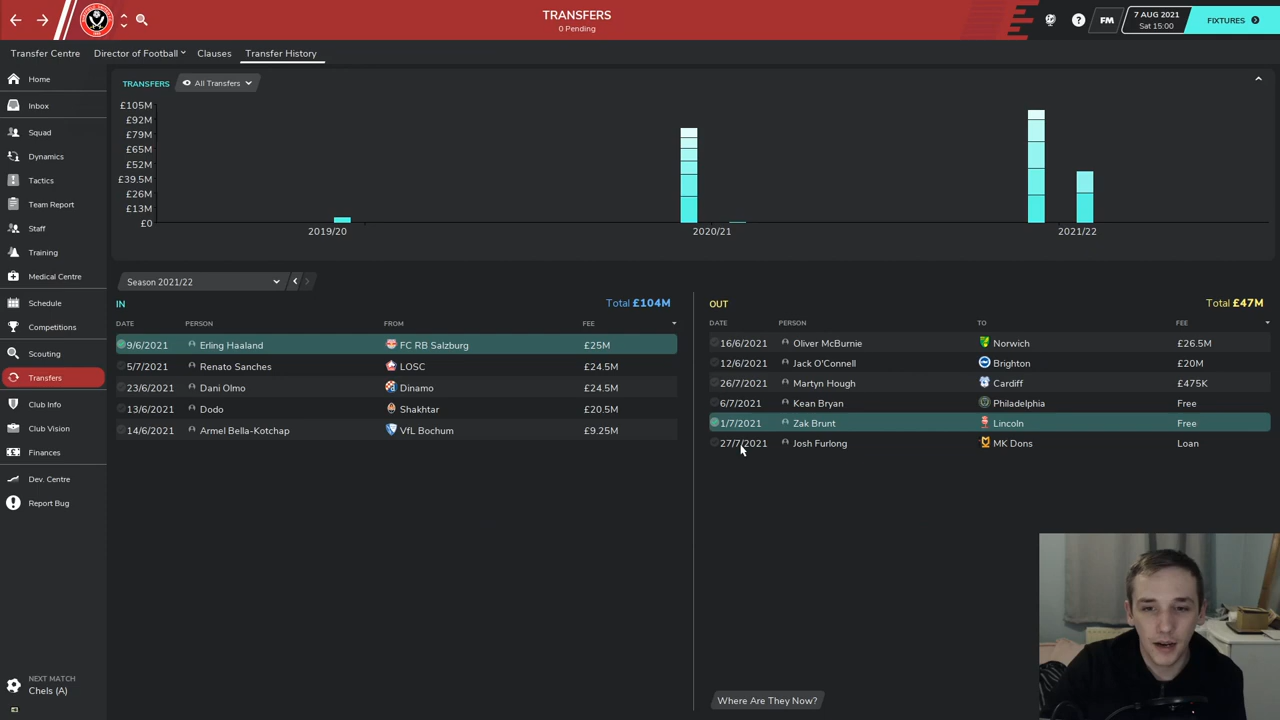 TRANSFERS
0 Pending
FM
7 AUG 2021
Sat 15:00
FIXTURES
Transfer Centre
Director of Football
Clauses
Transfer History
Home
Inbox
Squad
Dynamics
Tactics
Team Report
Staff
Training
Medical Centre
Schedule
Competitions
Scouting
Transfers
Club Info
Club Vision
Finances
Dev. Centre
Report Bug
NEXT MATCH
Chels (A)
TRANSFERS All Transfers
£105M
£92M
£79M
£65M
£52M
£39.5M
£26M
£13M
£0
2019/20 2020/21 2021/22
Season 2021/22
IN Total £104M
DATE PERSON FROM FEE
9/6/2021 Erling Haaland FC RB Salzburg £25M
5/7/2021 Renato Sanches LOSC £24.5M
23/6/2021 Dani Olmo Dinamo £24.5M
13/6/2021 Dodo Shakhtar £20.5M
14/6/2021 Armel Bella-Kotchap VfL Bochum £9.25M
OUT Total £47M
DATE PERSON TO FEE
16/6/2021 Oliver McBurnie Norwich £26.5M
12/6/2021 Jack O'Connell Brighton £20M
26/7/2021 Martyn Hough Cardiff £475K
6/7/2021 Kean Bryan Philadelphia Free
1/7/2021 Zak Brunt Lincoln Free
27/7/2021 Josh Furlong MK Dons Loan
Where Are They Now?